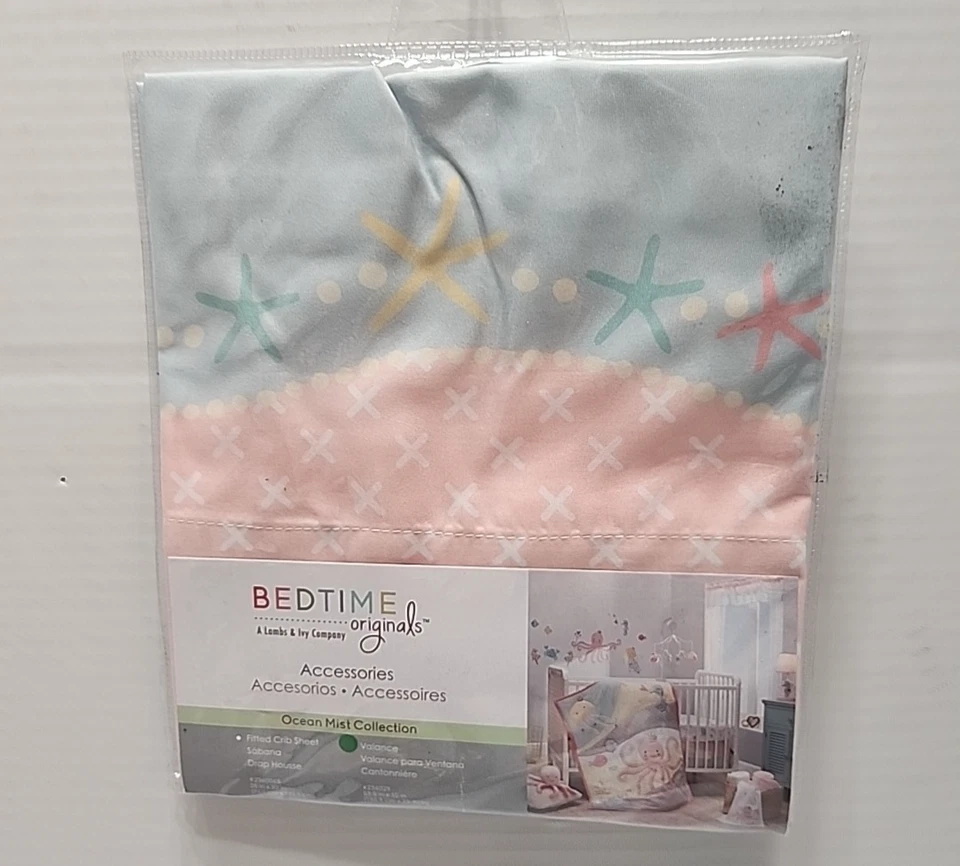 BEDTIME
originals™
A Lambs & Ivy Company
Accessories
Accesorios • Accessoires
Ocean Mist Collection
• Fitted Crib Sheet
Sábana
Drap Housse
Valance
Valance para Ventana
Cantonnière